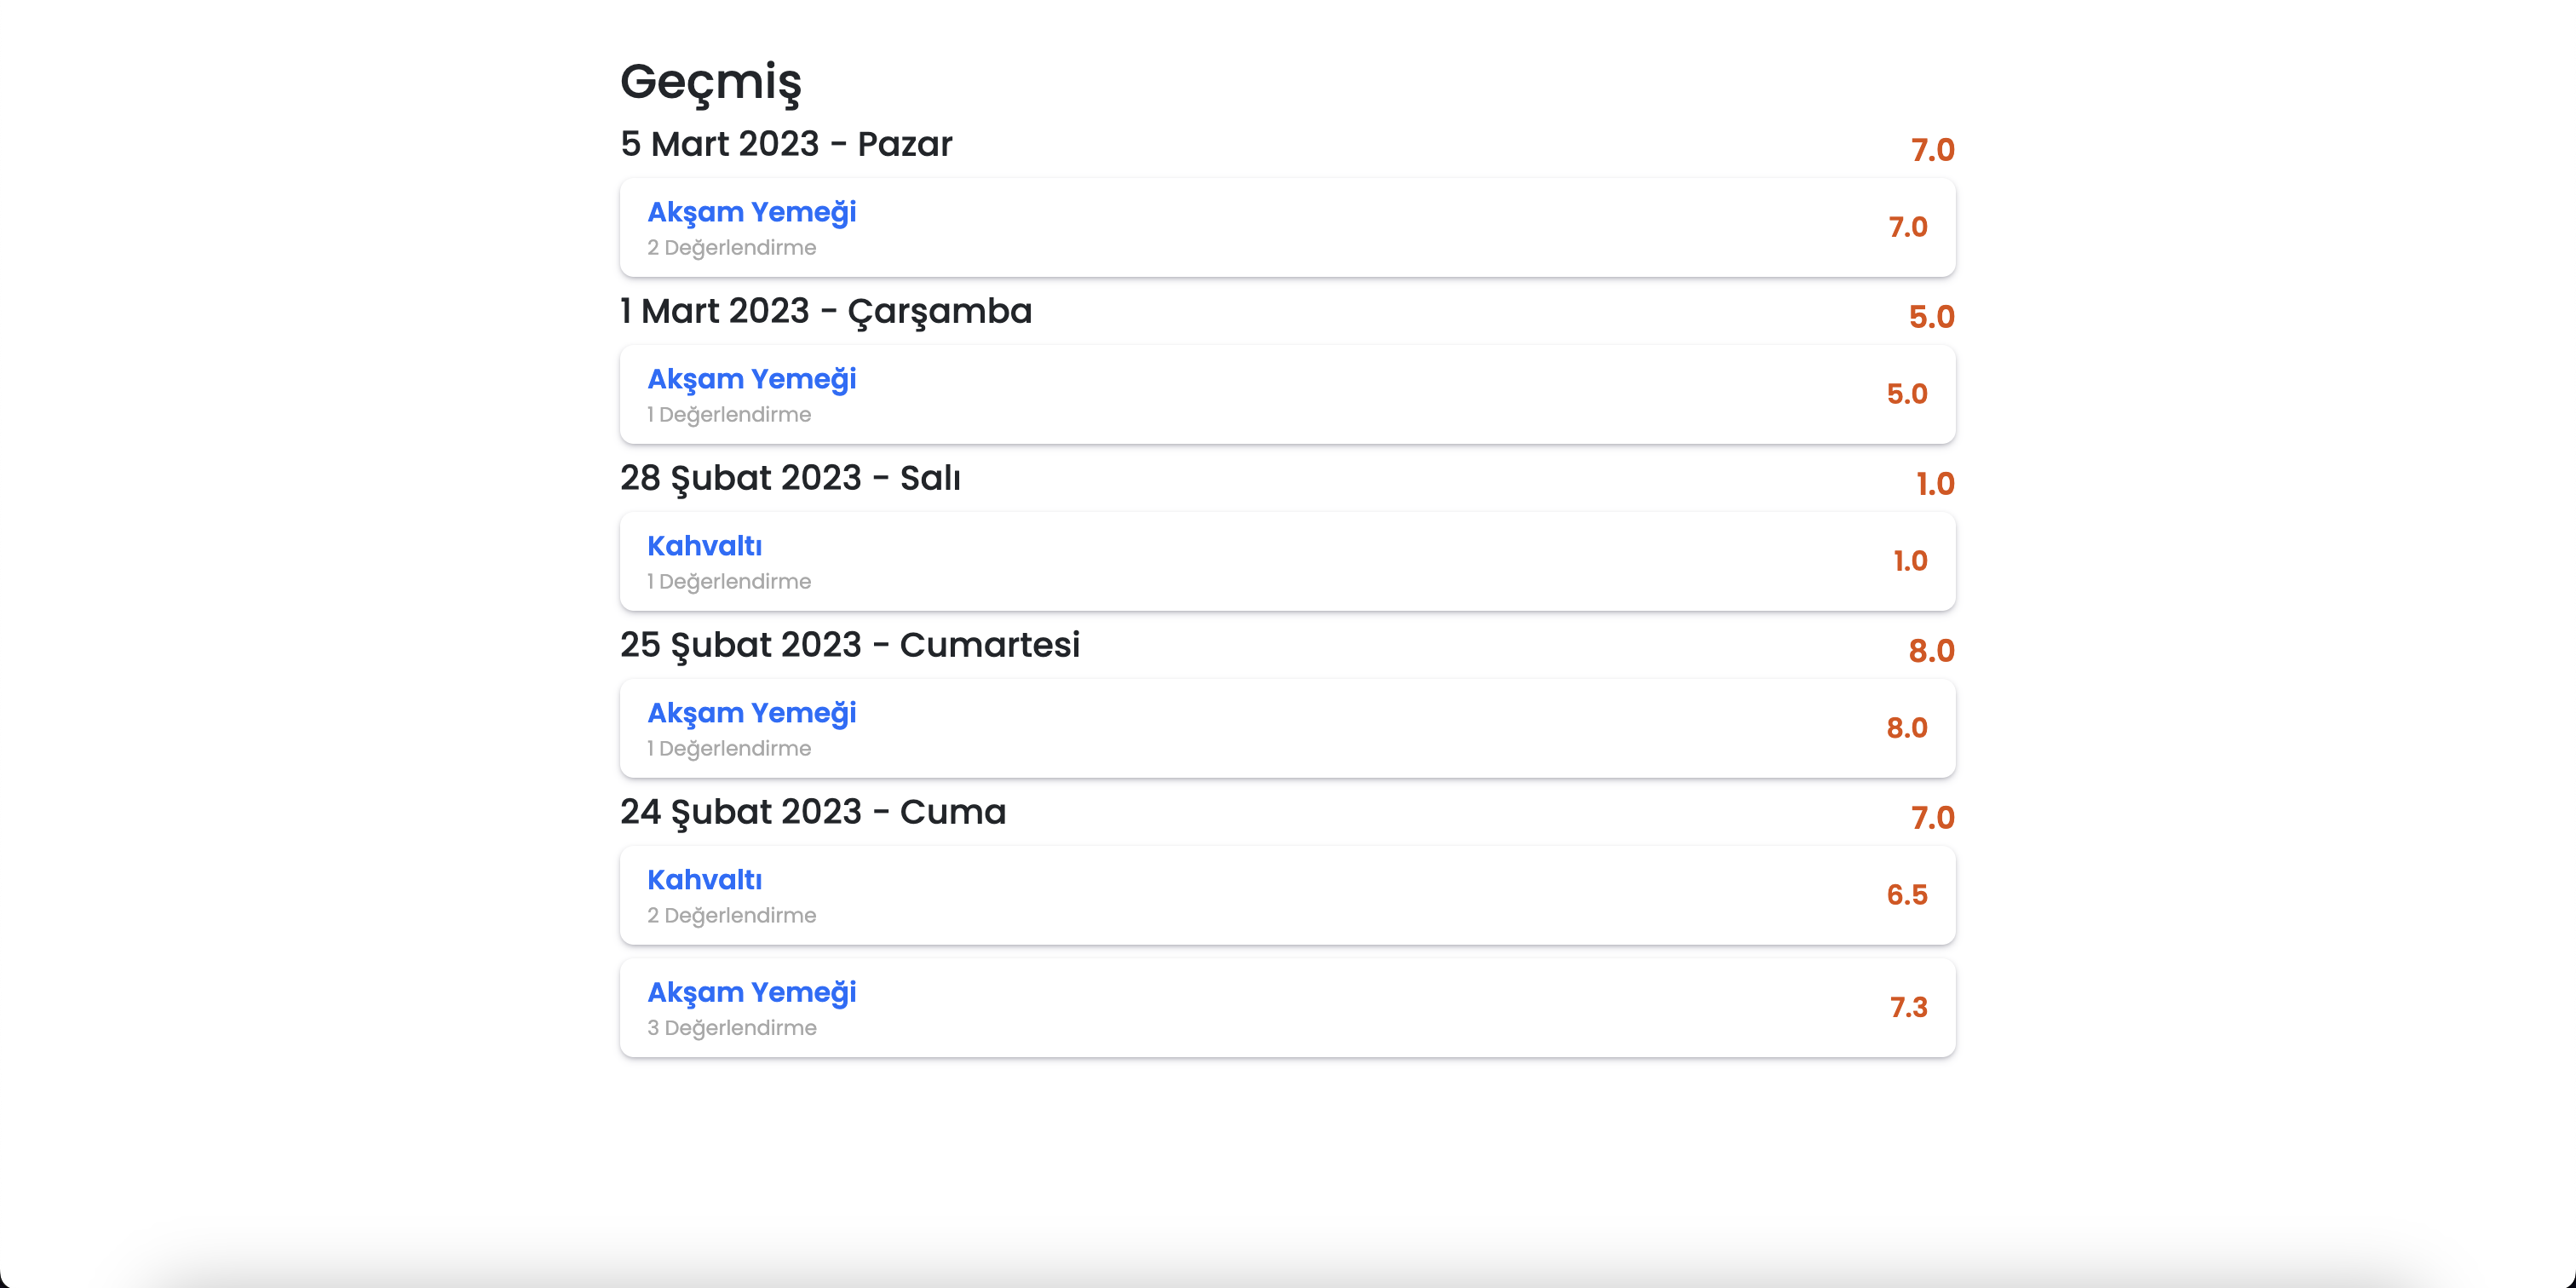 Geçmiş
5 Mart 2023 - Pazar 7.0
Akşam Yemeği
2 Değerlendirme
7.0
1 Mart 2023 - Çarşamba 5.0
Akşam Yemeği
1 Değerlendirme
5.0
28 Şubat 2023 - Salı 1.0
Kahvaltı
1 Değerlendirme
1.0
25 Şubat 2023 - Cumartesi 8.0
Akşam Yemeği
1 Değerlendirme
8.0
24 Şubat 2023 - Cuma 7.0
Kahvaltı
2 Değerlendirme
6.5
Akşam Yemeği
3 Değerlendirme
7.3